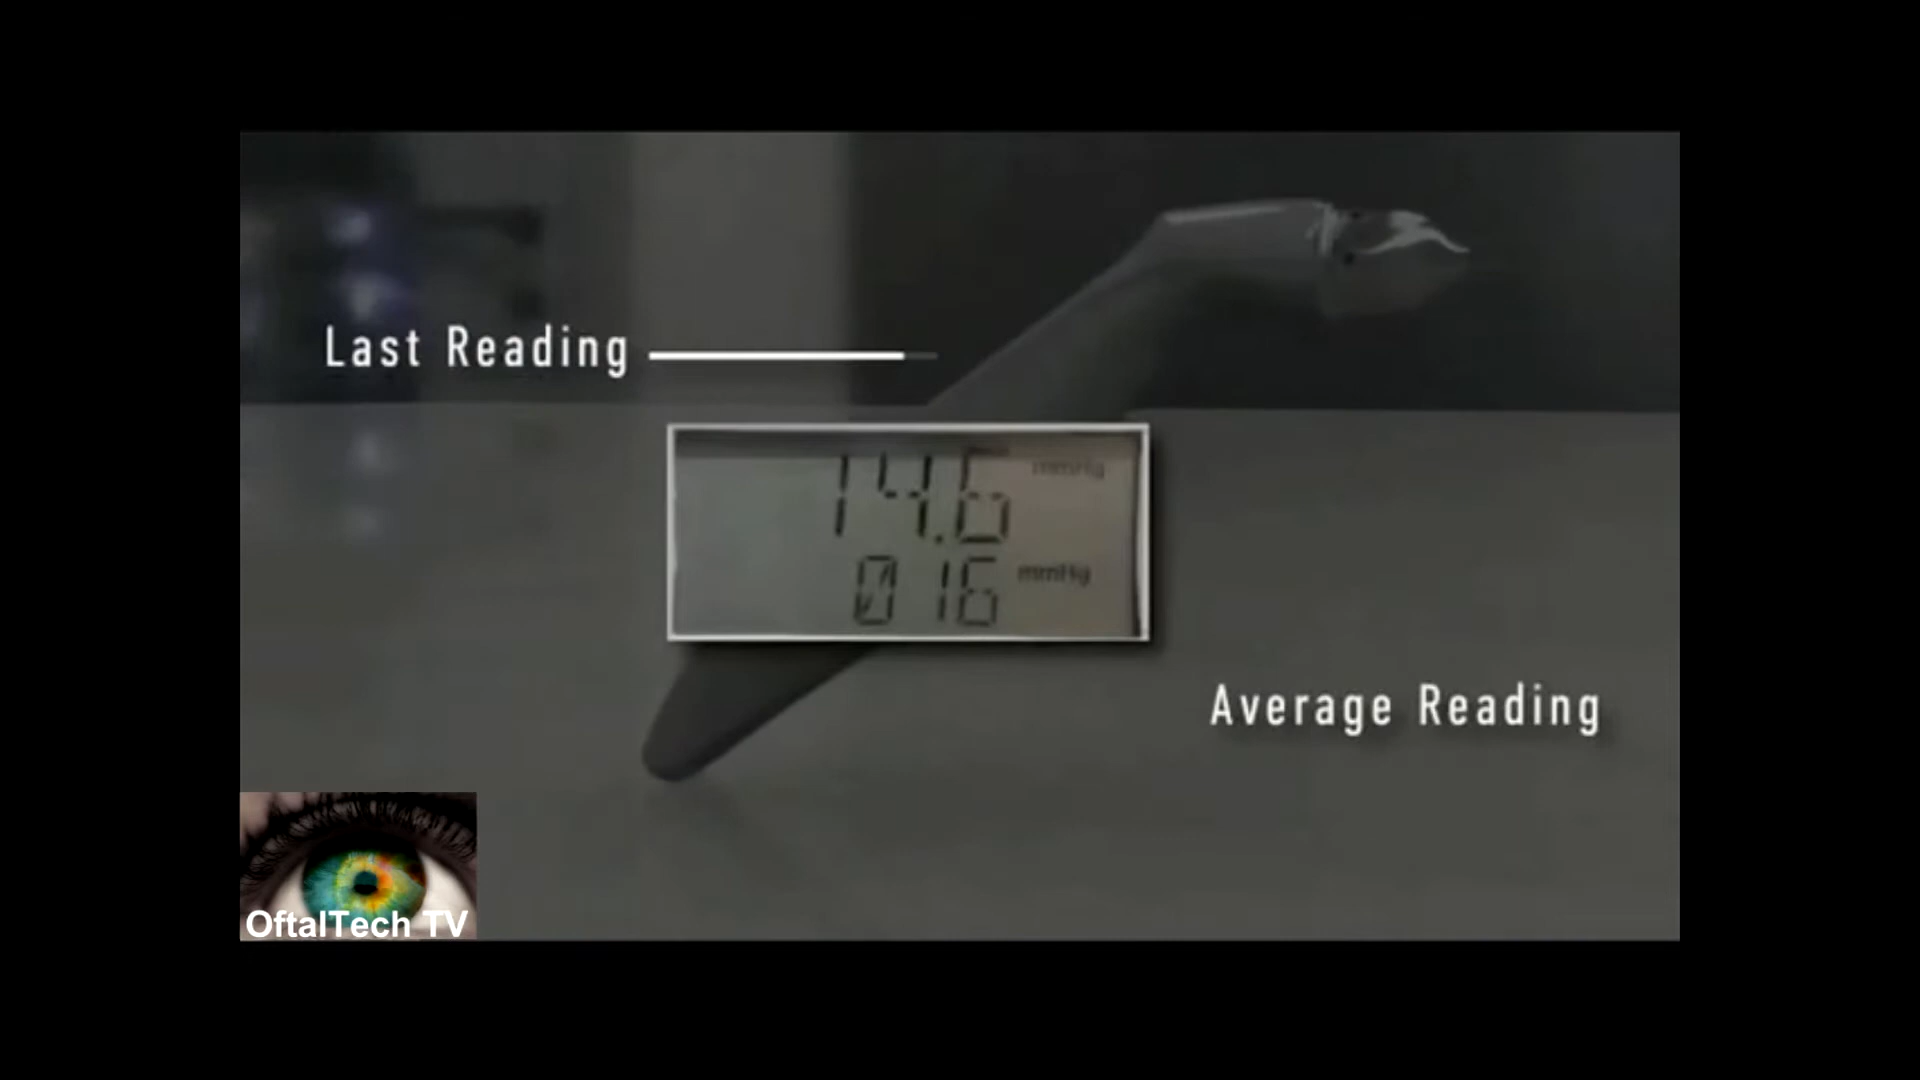 Last Reading
14.6 mmHg
016 mmHg
Average Reading
OftalTech TV